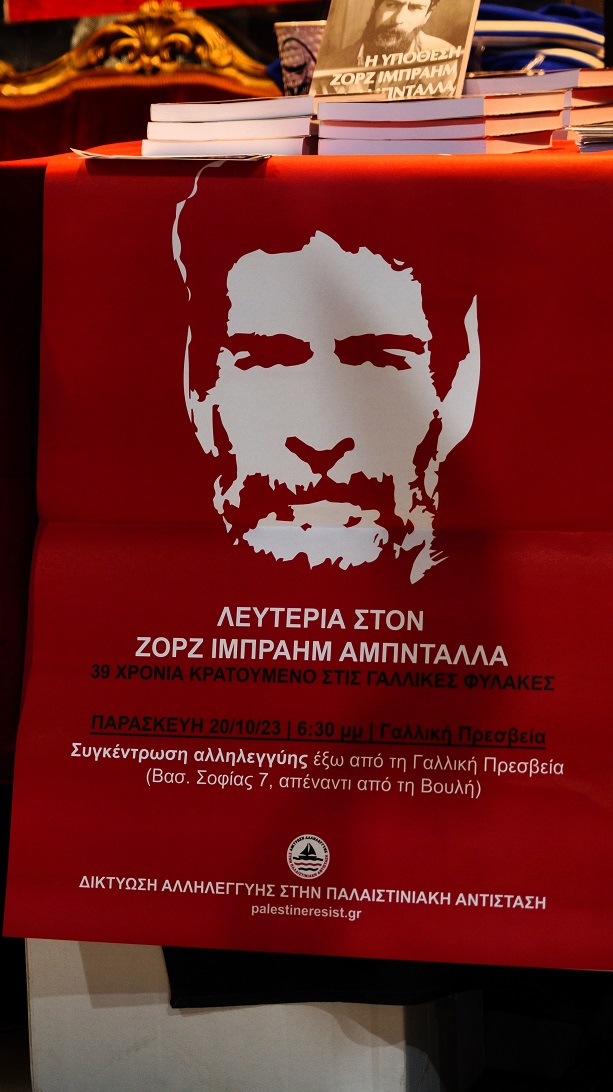 Η ΥΠΟΘΕΣΗ
ΖΟΡΖ ΙΜΠΡΑΗΜ
ΑΜΠΝΤΑΛΛΑ
ΛΕΥΤΕΡΙΑ ΣΤΟΝ
ΖΟΡΖ ΙΜΠΡΑΗΜ ΑΜΠΝΤΑΛΛΑ
39 ΧΡΟΝΙΑ ΚΡΑΤΟΥΜΕΝΟ ΣΤΙΣ ΓΑΛΛΙΚΕΣ ΦΥΛΑΚΕΣ
ΠΑΡΑΣΚΕΥΗ 20/10/23 | 6:30 μμ | Γαλλική Πρεσβεία
Συγκέντρωση αλληλεγγύης έξω από τη Γαλλική Πρεσβεία
(Βασ. Σοφίας 7, απέναντι από τη Βουλή)
ΔΙΚΤΥΩΣΗ ΑΛΛΗΛΕΓΓΥΗΣ ΣΤΗΝ ΠΑΛΑΙΣΤΙΝΙΑΚΗ ΑΝΤΙΣΤΑΣΗ
palestineresist.gr